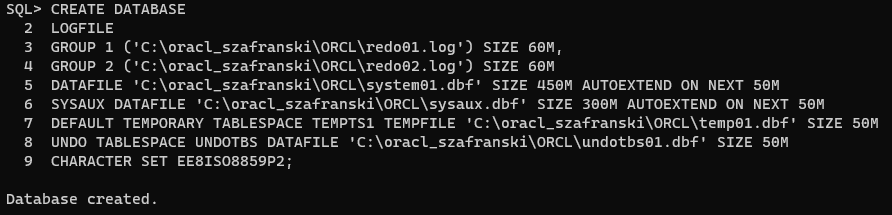 SQL> CREATE DATABASE
2 LOGFILE
3 GROUP 1 ('C:\oracl_szafranski\ORCL\redo01.log') SIZE 60M,
4 GROUP 2 ('C:\oracl_szafranski\ORCL\redo02.log') SIZE 60M
5 DATAFILE 'C:\oracl_szafranski\ORCL\system01.dbf' SIZE 450M AUTOEXTEND ON NEXT 50M
6 SYSAUX DATAFILE 'C:\oracl_szafranski\ORCL\sysaux.dbf' SIZE 300M AUTOEXTEND ON NEXT 50M
7 DEFAULT TEMPORARY TABLESPACE TEMPTS1 TEMPFILE 'C:\oracl_szafranski\ORCL\temp01.dbf' SIZE 50M
8 UNDO TABLESPACE UNDOTBS DATAFILE 'C:\oracl_szafranski\ORCL\undotbs01.dbf' SIZE 50M
9 CHARACTER SET EE8ISO8859P2;
Database created.